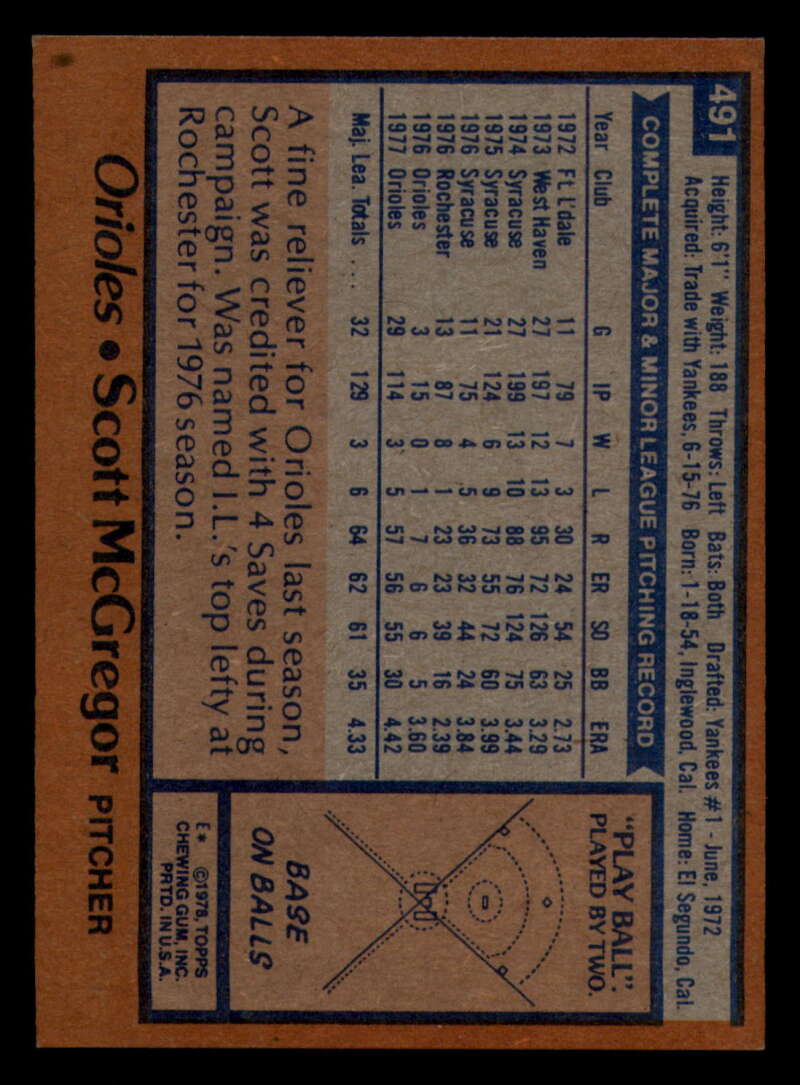 491
Height: 6'1" Weight: 188 Throws: Left Bats: Both Drafted: Yankees #1 - June, 1972
Acquired: Trade with Yankees, 6-15-76 Born: 1-18-54, Inglewood, Cal. Home: El Segundo, Cal.
COMPLETE MAJOR & MINOR LEAGUE PITCHING RECORD
Year Club G IP W L R ER SO BB ERA
1972 Ft. L'dale 11 79 7 3 30 24 54 25 2.73
1973 West Haven 27 197 12 13 95 72 126 63 3.29
1974 Syracuse 27 199 13 10 88 76 124 75 3.44
1975 Syracuse 21 124 6 9 73 55 72 60 3.99
1976 Syracuse 11 75 4 5 36 32 44 24 3.84
1976 Rochester 13 87 8 1 23 23 39 16 2.39
1976 Orioles 3 15 0 1 7 6 6 5 3.60
1977 Orioles 29 114 3 5 57 56 55 30 4.42
Maj. Lea. Totals .... 32 129 3 6 64 62 61 35 4.33
A fine reliever for Orioles last season,
Scott was credited with 4 Saves during
campaign. Was named I.L.'s top lefty at
Rochester for 1976 season.
"PLAY BALL".
PLAYED BY TWO.
BASE
ON BALLS
E* ©1978, TOPPS
CHEWING GUM, INC.
PRTD. IN U.S.A.
Orioles • Scott McGregor PITCHER